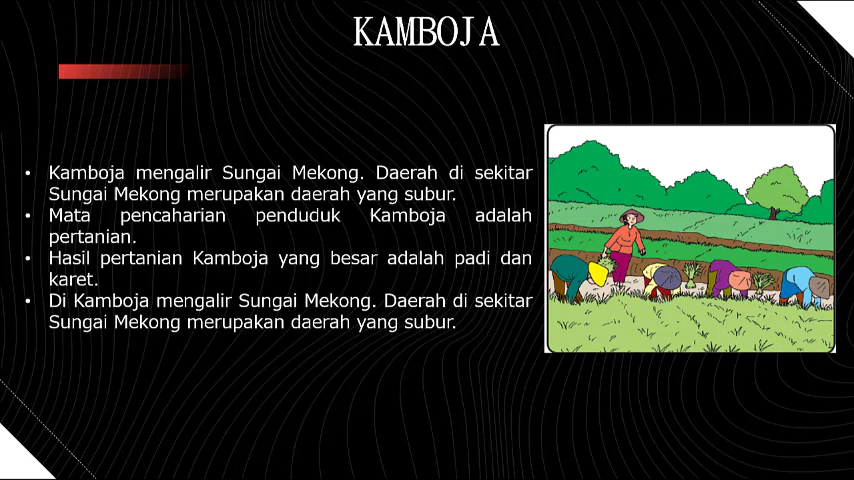 KAMBOJA
• Kamboja mengalir Sungai Mekong. Daerah di sekitar
Sungai Mekong merupakan daerah yang subur.
• Mata pencaharian penduduk Kamboja adalah
pertanian.
• Hasil pertanian Kamboja yang besar adalah padi dan
karet.
• Di Kamboja mengalir Sungai Mekong. Daerah di sekitar
Sungai Mekong merupakan daerah yang subur.